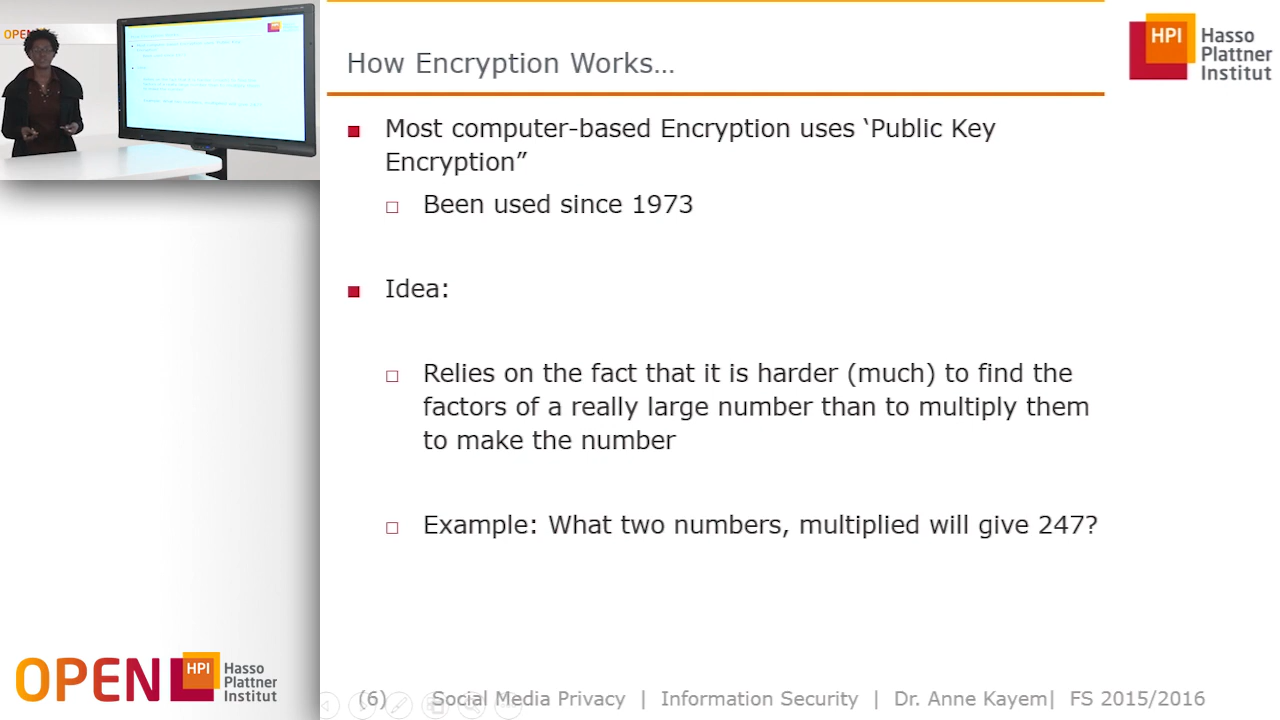 OPEN
How Encryption Works…
HPI
Hasso
Plattner
Institut
Most computer-based Encryption uses ‘Public Key
Encryption”
Been used since 1973
Idea:
Relies on the fact that it is harder (much) to find the
factors of a really large number than to multiply them
to make the number
Example: What two numbers, multiplied will give 247?
OPEN HPI
Hasso
Plattner
Institut
(6) Social Media Privacy | Information Security | Dr. Anne Kayem| FS 2015/2016